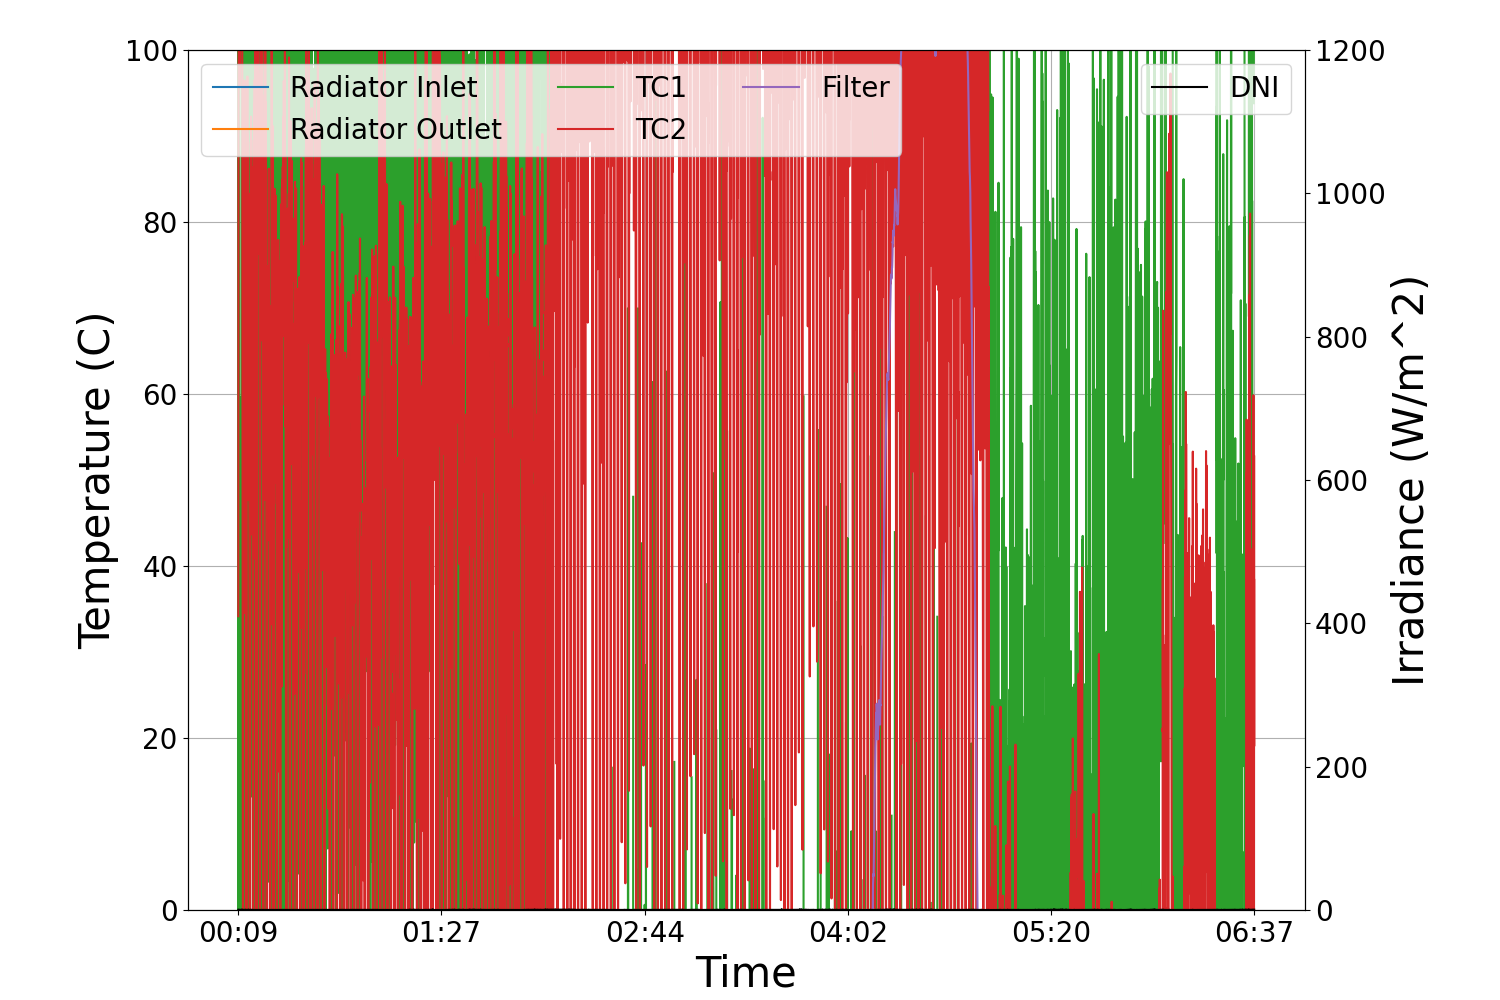 100
80
60
40
20
0
Temperature (C)
Radiator Inlet
Radiator Outlet
TC1
TC2
Filter
DNI
1200
1000
800
600
400
200
0
Irradiance (W/m^2)
00:09
01:27
02:44
04:02
05:20
06:37
Time